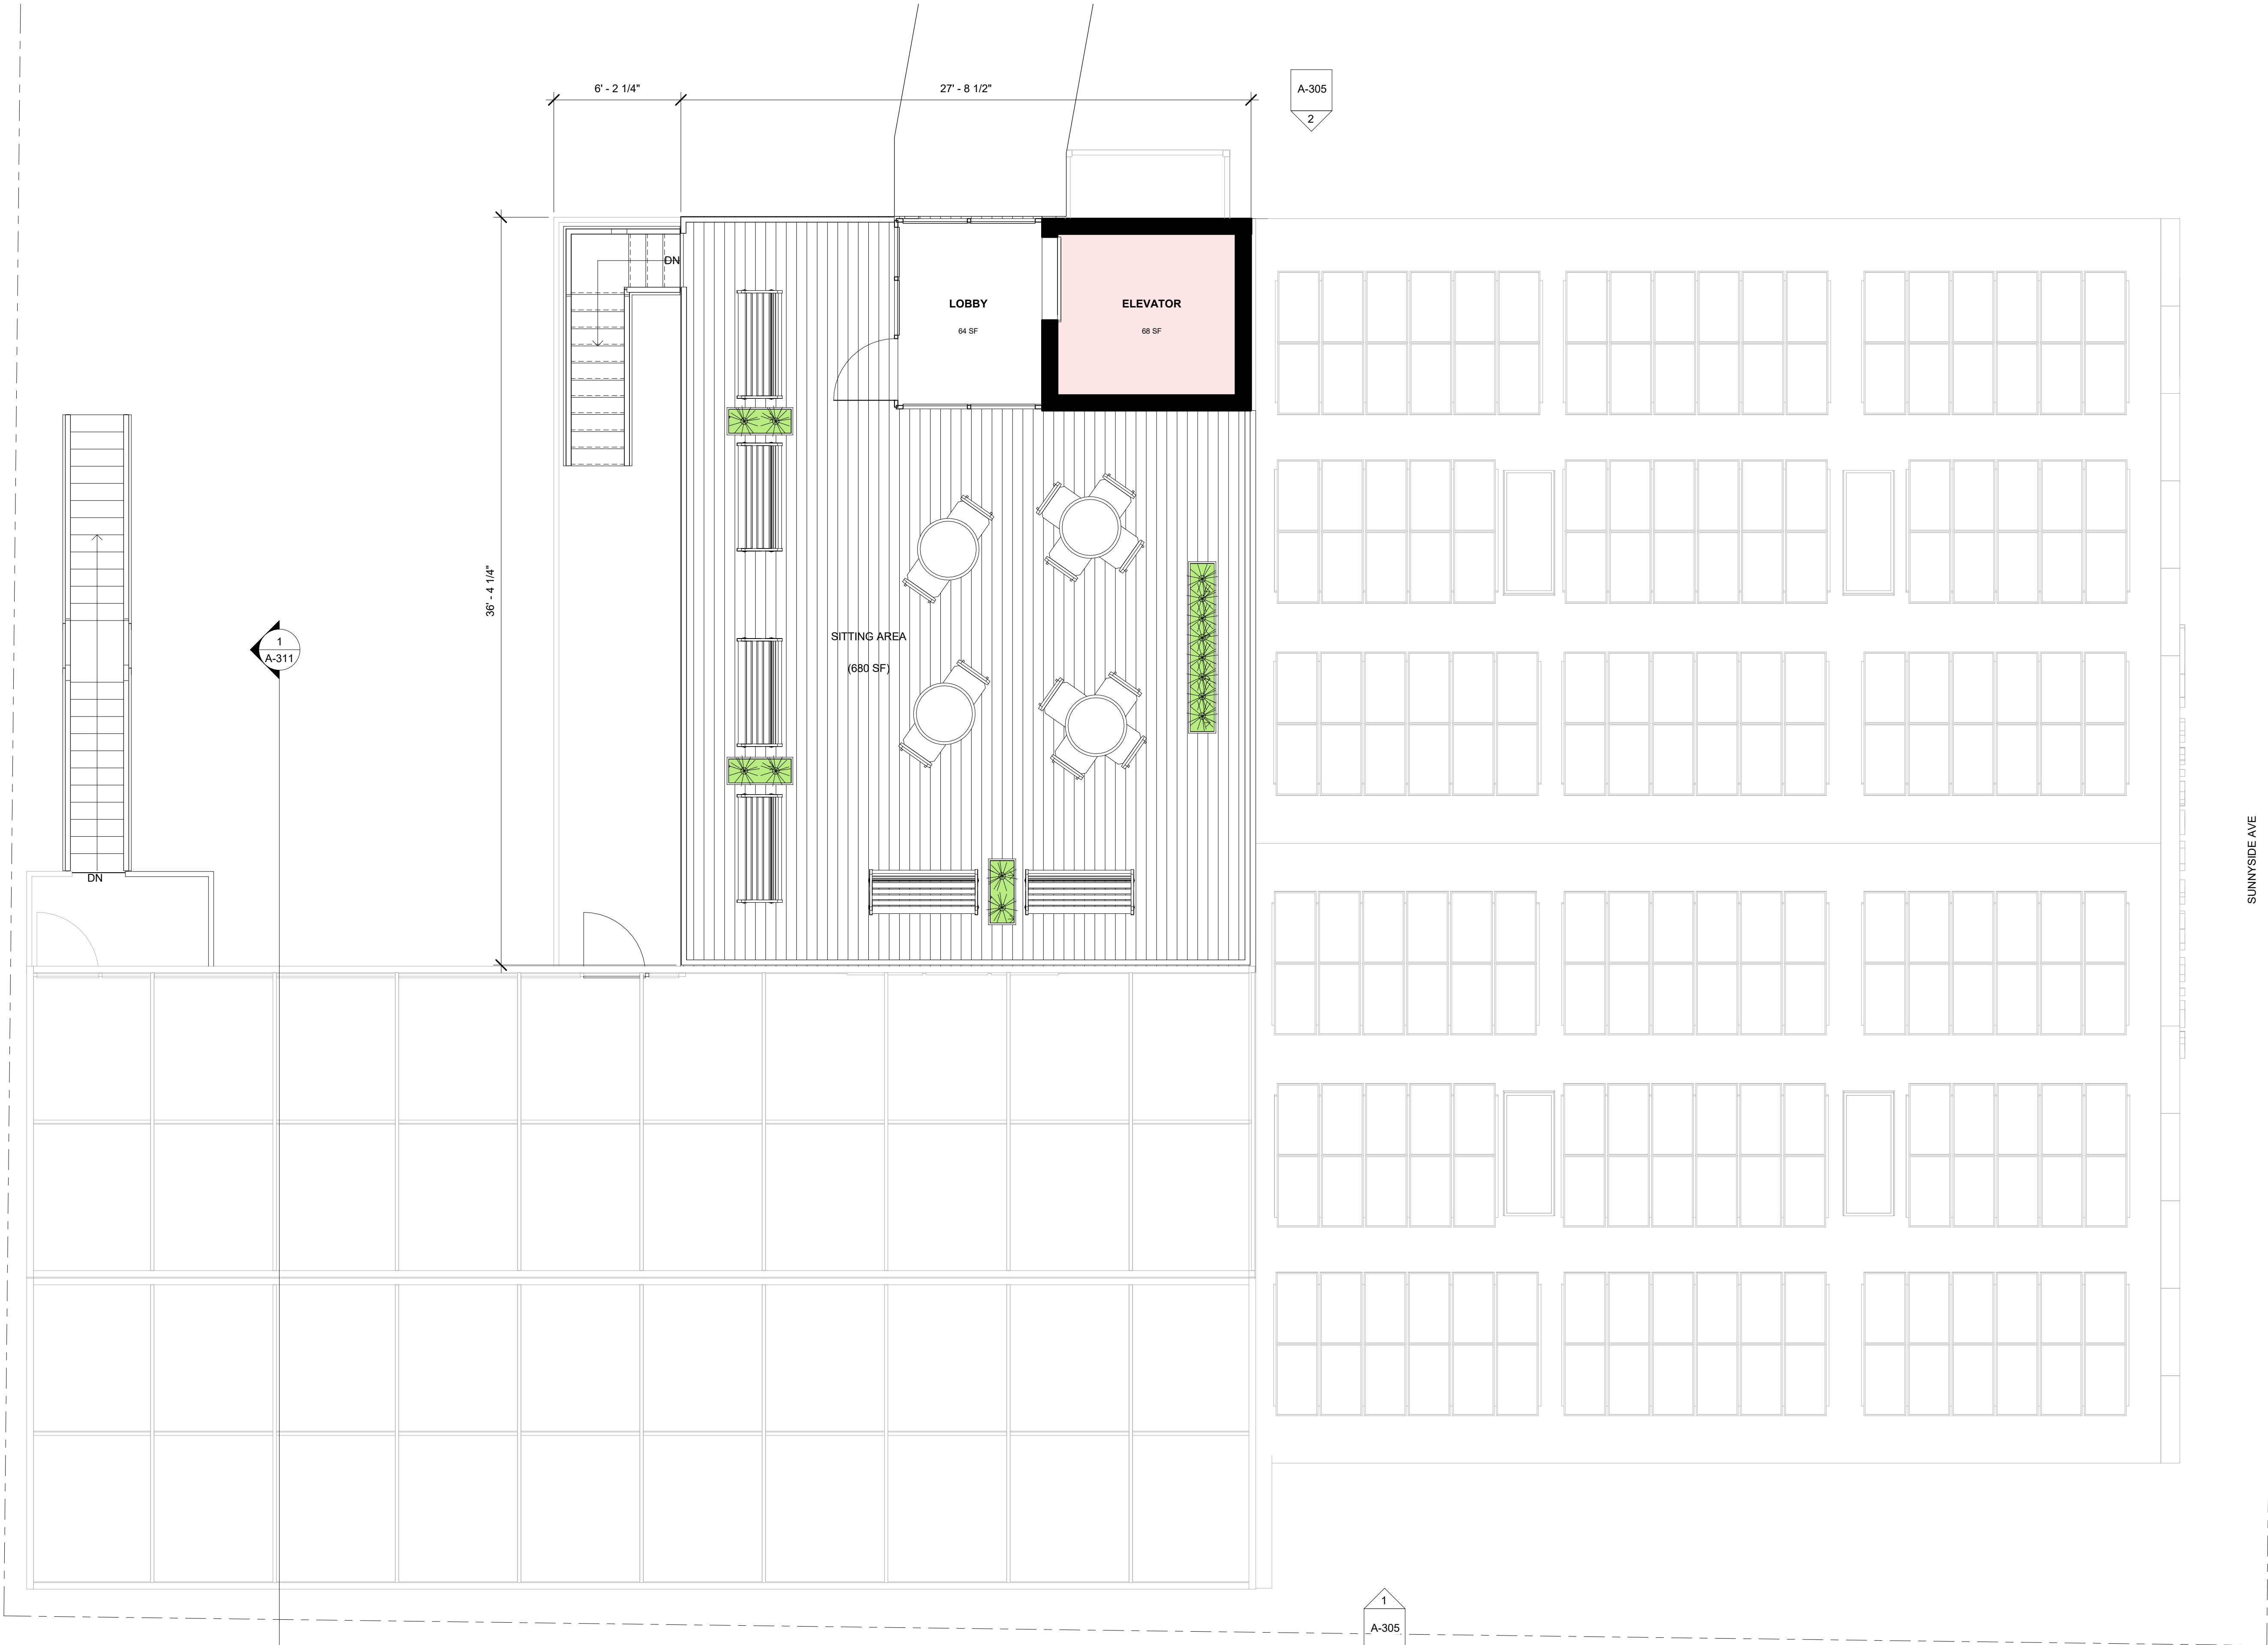 6' - 2 1/4"
27' - 8 1/2"
A-305
2
DN
LOBBY
64 SF
ELEVATOR
68 SF
36' - 4 1/4"
SITTING AREA
(680 SF)
1
A-311
DN
SUNNYSIDE AVE
1
A-305